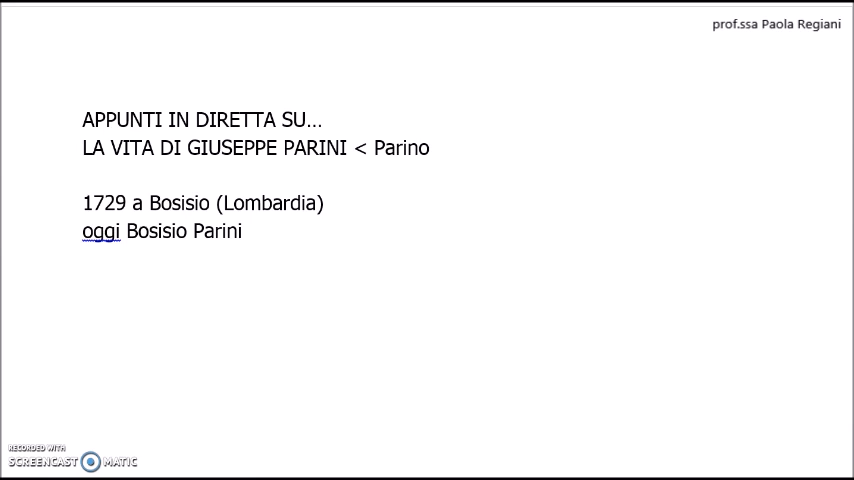 prof.ssa Paola Regiani
APPUNTI IN DIRETTA SU...
LA VITA DI GIUSEPPE PARINI < Parino
1729 a Bosisio (Lombardia)
oggi Bosisio Parini
RECORDED WITH
SCREENCAST MATIC